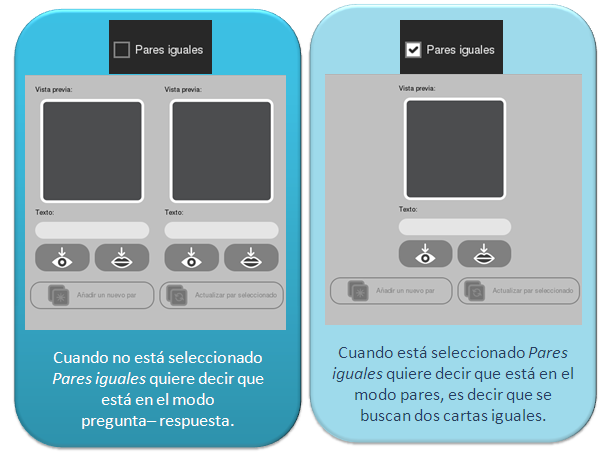 Pares iguales
Vista previa: Vista previa:
Texto: Texto:
Añadir un nuevo par Actualizar par seleccionado
Cuando no está seleccionado
Pares iguales quiere decir que
está en el modo
pregunta– respuesta.
Pares iguales
Vista previa:
Texto:
Añadir un nuevo par Actualizar par seleccionado
Cuando está seleccionado Pares
iguales quiere decir que está en el
modo pares, es decir que se
buscan dos cartas iguales.